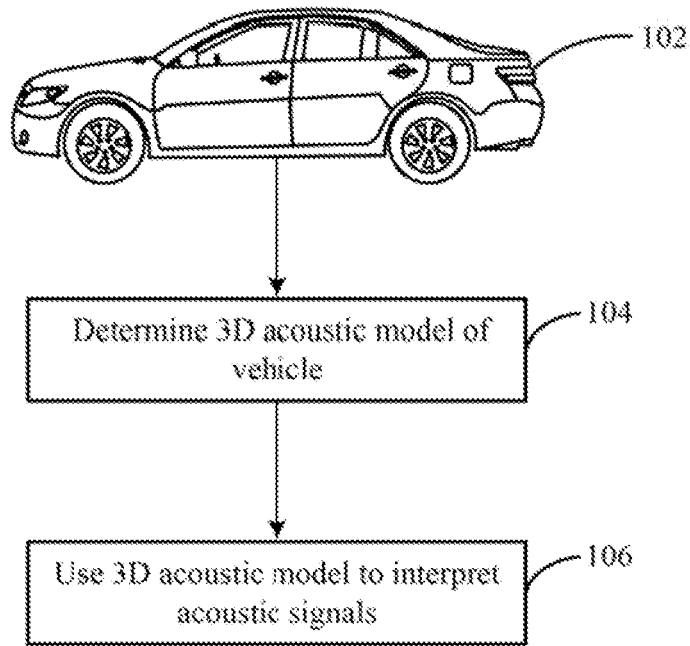 102
Determine 3D acoustic model of
vehicle
104
Use 3D acoustic model to interpret
acoustic signals
106